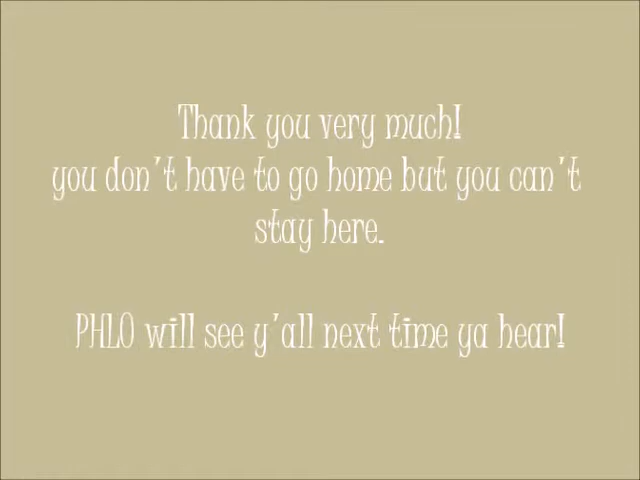 Thank you very much!
you don't have to go home but you can't
stay here.
PHLO will see y'all next time ya hear!